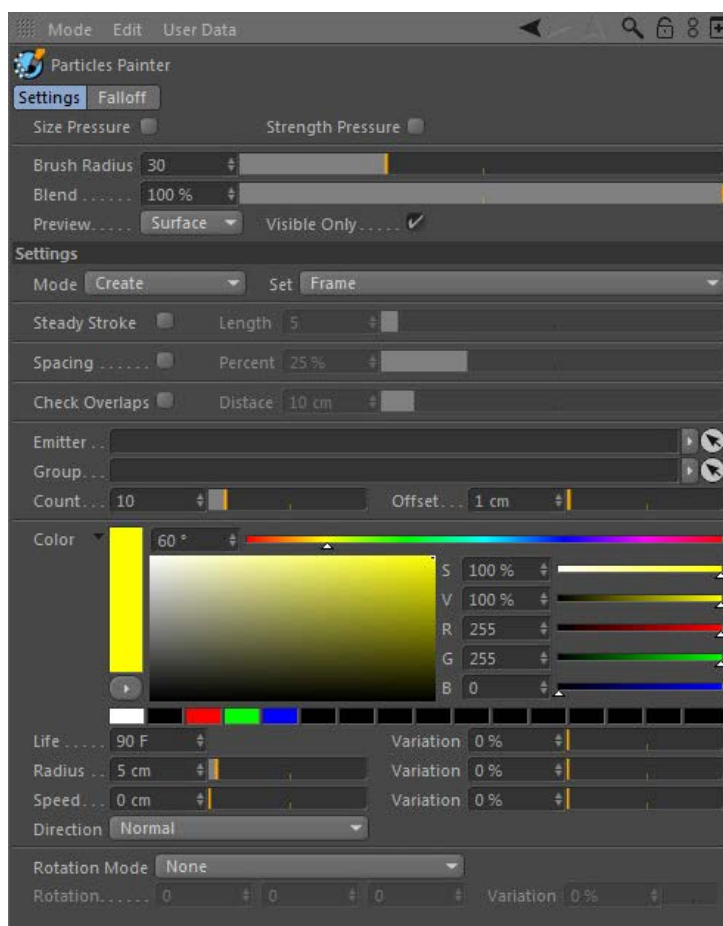 Mode Edit User Data
Particles Painter
Settings Falloff
Size Pressure Strength Pressure
Brush Radius 30
Blend...... 100 %
Preview..... Surface Visible Only.....
Settings
Mode Create Set Frame
Steady Stroke Length 5
Spacing ...... Percent 25 %
Check Overlaps Distace 10 cm
Emitter ..
Group...
Count... 10 Offset... 1 cm
Color 60 °
S 100 %
V 100 %
R 255
G 255
B 0
Life ..... 90 F Variation 0 %
Radius .. 5 cm Variation 0 %
Speed... 0 cm Variation 0 %
Direction Normal
Rotation Mode None
Rotation...... 0 0 0 Variation 0 %